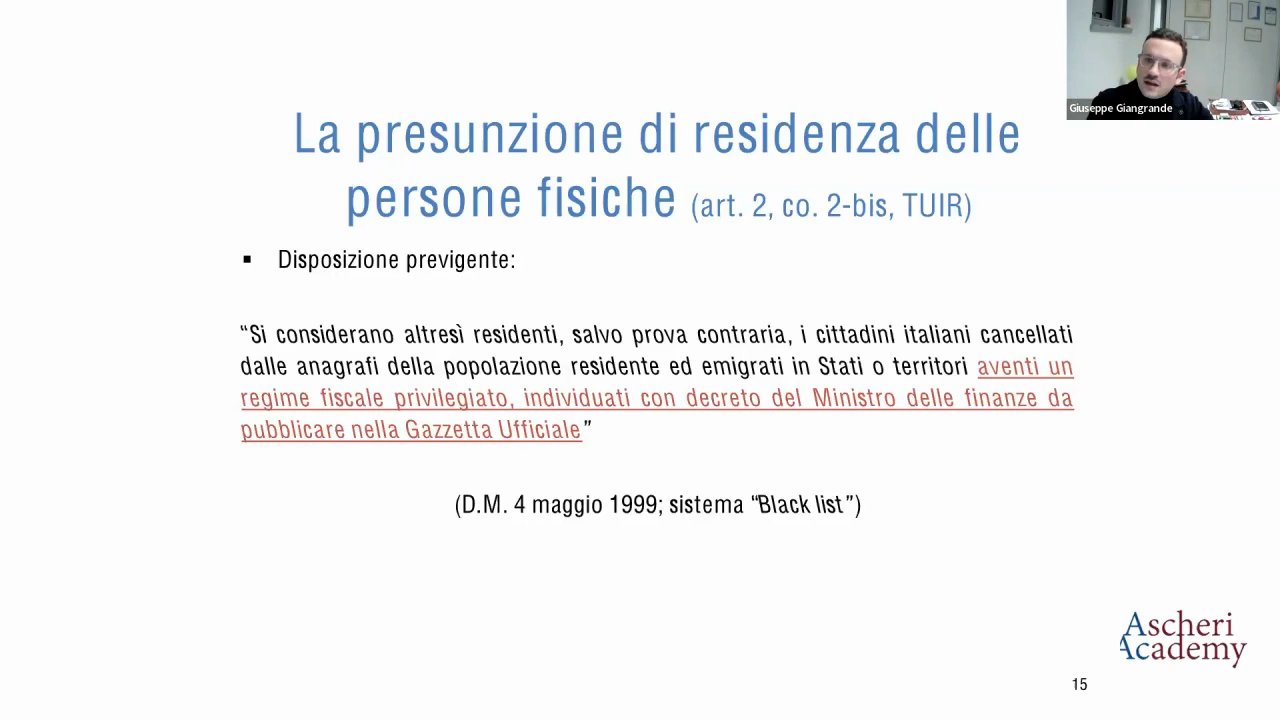 Giuseppe Giangrande
La presunzione di residenza delle
persone fisiche (art. 2, co. 2-bis, TUIR)
▪ Disposizione previgente:
“Si considerano altresì residenti, salvo prova contraria, i cittadini italiani cancellati
dalle anagrafi della popolazione residente ed emigrati in Stati o territori aventi un
regime fiscale privilegiato, individuati con decreto del Ministro delle finanze da
pubblicare nella Gazzetta Ufficiale”
(D.M. 4 maggio 1999; sistema “Black list”)
Ascheri
Academy
15